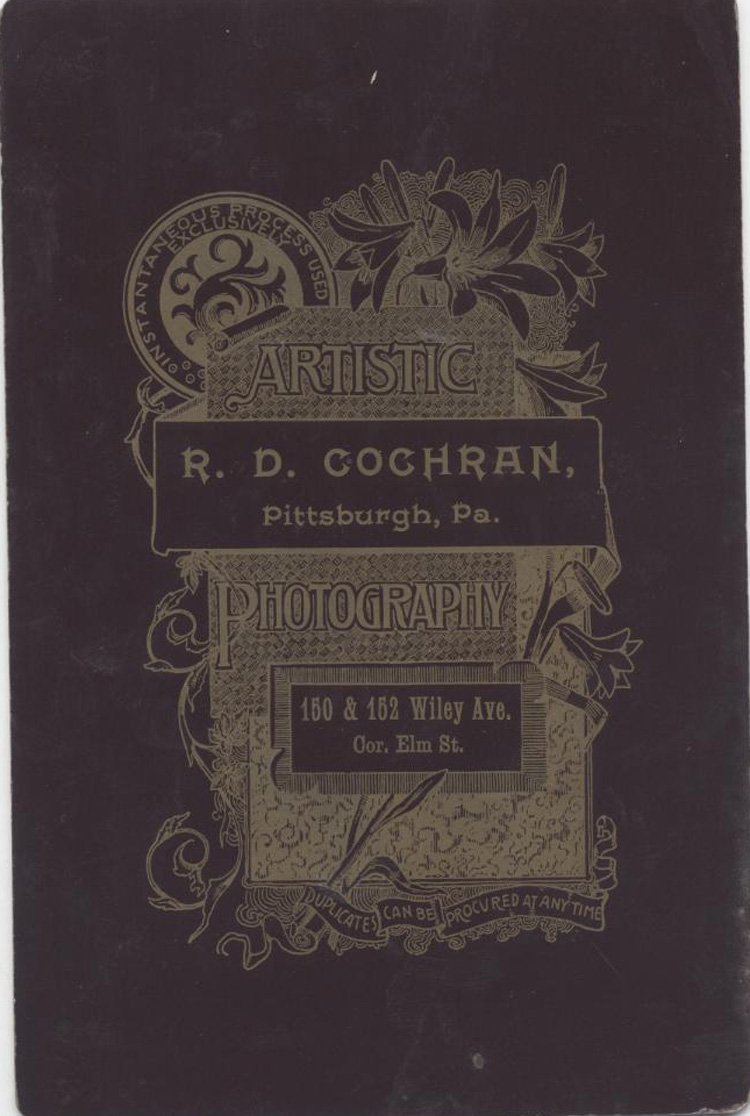 INSTANTANEOUS PROCESS USED
EXCLUSIVELY
ARTISTIC
R. D. COCHRAN,
Pittsburgh, Pa.
PHOTOGRAPHY
150 & 152 Wiley Ave.
Cor. Elm St.
DUPLICATES CAN BE PROCURED AT ANY TIME